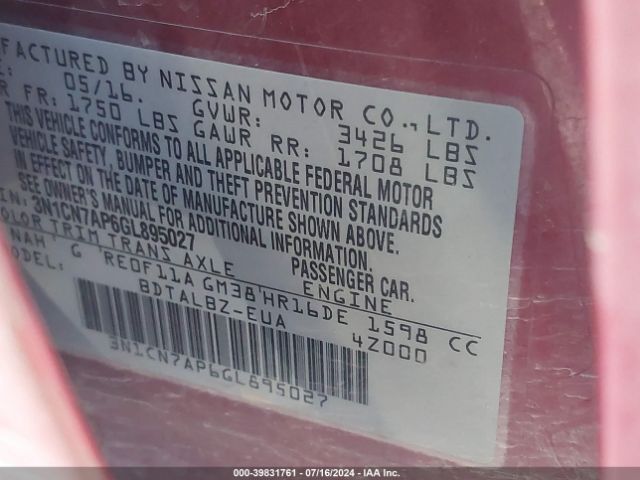 FACTURED BY NISSAN MOTOR CO., LTD.
05/16. GVWR: 3426 LBS
FR: 1750 LBS GAWR RR: 1708 LBS
THIS VEHICLE CONFORMS TO ALL APPLICABLE FEDERAL MOTOR
VEHICLE SAFETY, BUMPER AND THEFT PREVENTION STANDARDS
IN EFFECT ON THE DATE OF MANUFACTURE SHOWN ABOVE.
SEE OWNER'S MANUAL FOR ADDITIONAL INFORMATION.
IN: 3N1CN7AP6GL895027 PASSENGER CAR.
OLOR TRIM TRANS AXLE ENGINE
NAH G RE0F11A GM38 HR16DE 1598 CC
BDTALBZ-EUA 4Z000
3N1CN7AP6GL895027
000-39831761 | 07/16/2024 | IAA Inc.